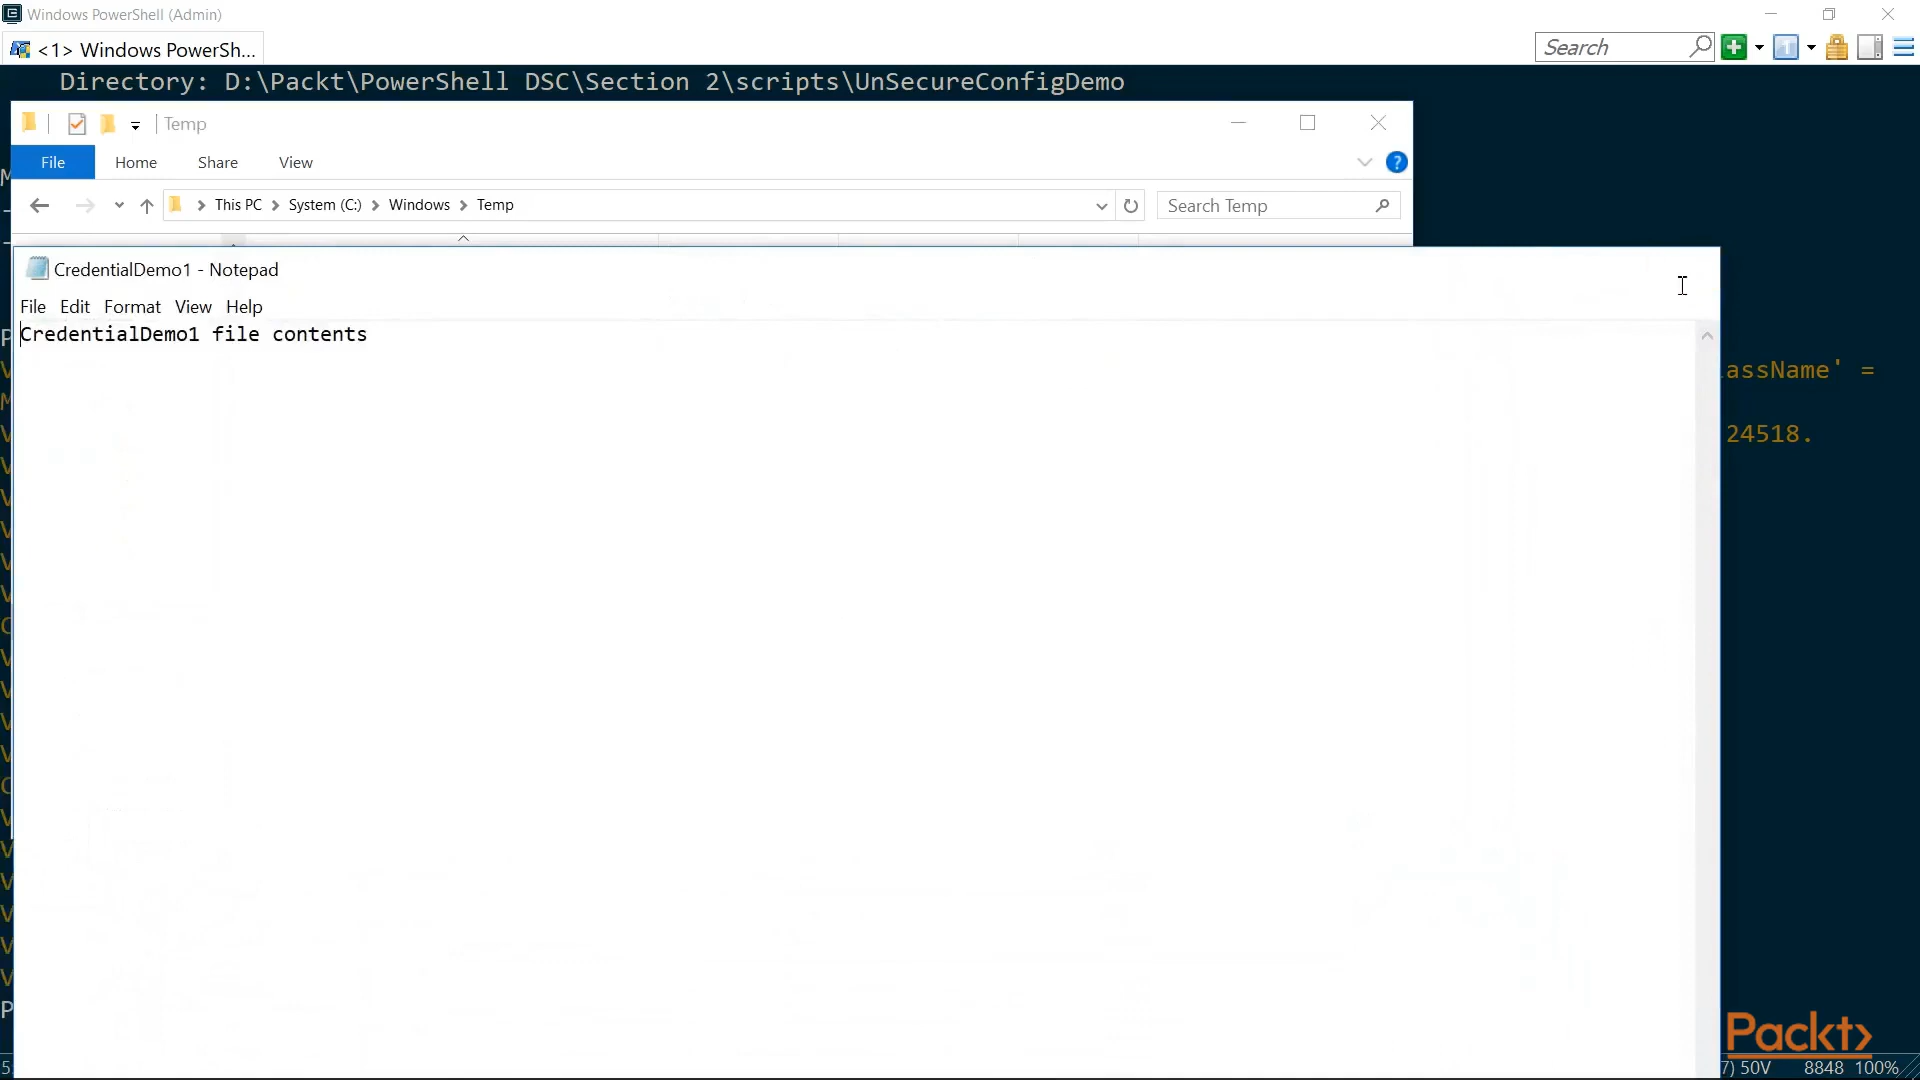 Windows PowerShell (Admin)
<1> Windows PowerSh...
Search
Directory: D:\Packt\PowerShell DSC\Section 2\scripts\UnSecureConfigDemo
Temp
File Home Share View
This PC > System (C:) > Windows > Temp
Search Temp
CredentialDemo1 - Notepad
File Edit Format View Help
CredentialDemo1 file contents
assName' =
24518.
Packt>
7) 50V 8848 100%